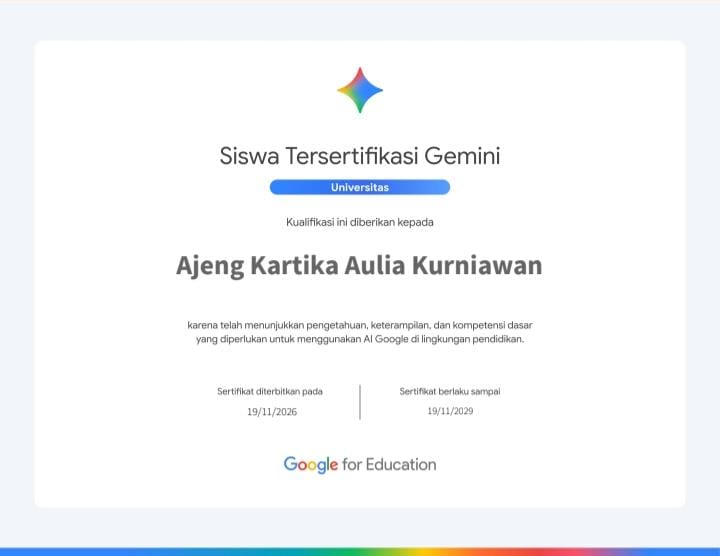 Siswa Tersertifikasi Gemini
Universitas
Kualifikasi ini diberikan kepada
Ajeng Kartika Aulia Kurniawan
karena telah menunjukkan pengetahuan, keterampilan, dan kompetensi dasar
yang diperlukan untuk menggunakan AI Google di lingkungan pendidikan.
Sertifikat diterbitkan pada
19/11/2026
Sertifikat berlaku sampai
19/11/2029
Google for Education